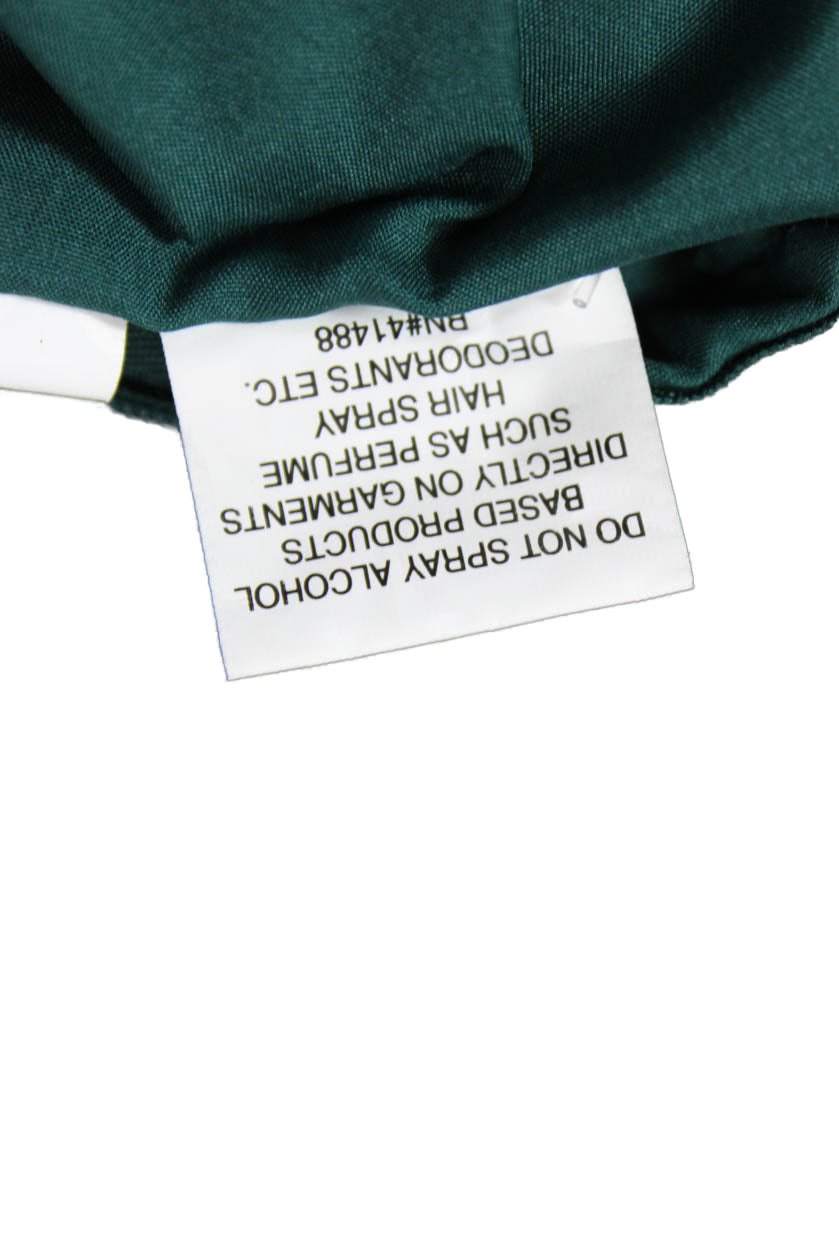 DO NOT SPRAY ALCOHOL
BASED PRODUCTS
DIRECTLY ON GARMENTS
SUCH AS PERFUME
HAIR SPRAY
DEODORANTS ETC.
RN#41488